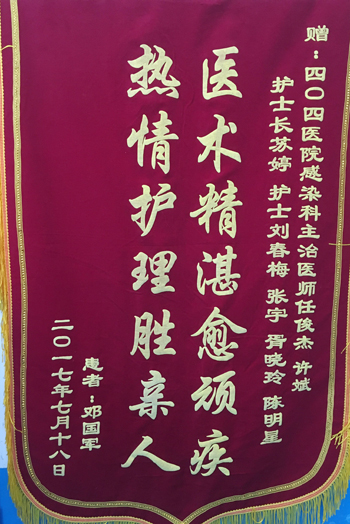 赠：四〇四医院感染科主治医师任俊杰 许斌
护士长苏婷 护士刘春梅 张宇 胥晓玲 陈明星
医术精湛愈顽疾
热情护理胜亲人
患者：邓国军
二〇一七年七月十八日